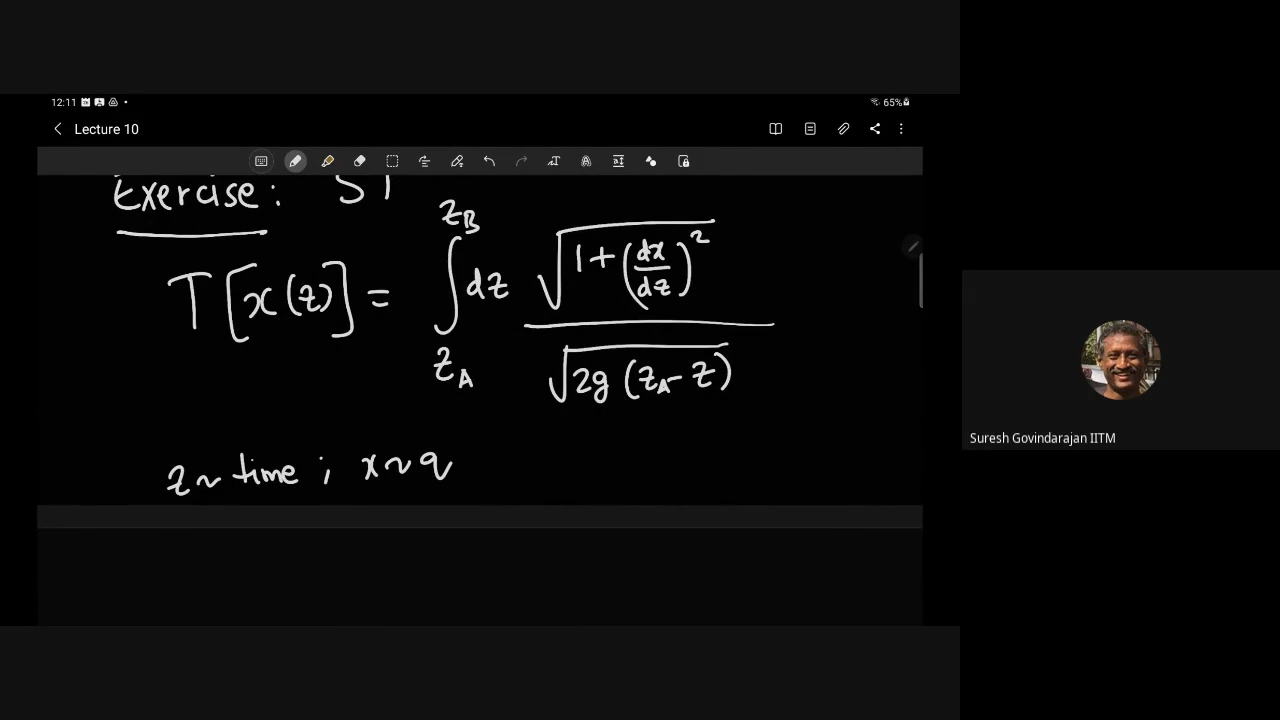 12:11
65%
Lecture 10
Exercise: ST
T[x(z)] = ∫_{z_A}^{z_B} dz √(1+(dx/dz)²) / √(2g(z_A - z))
z ~ time ; x ~ q
Suresh Govindarajan IITM